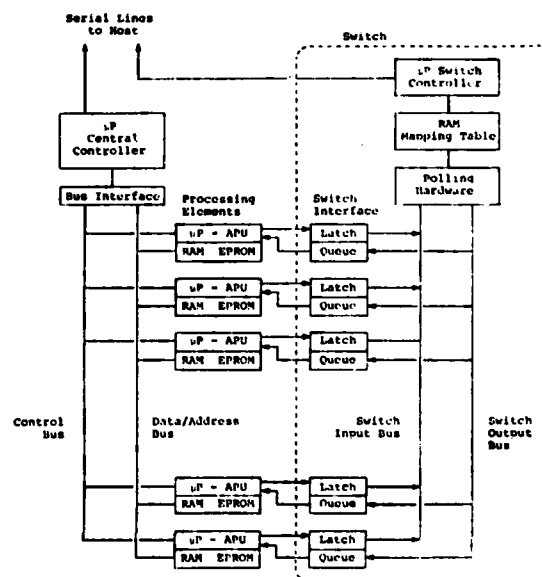 Serial Lines
to Host
Switch
µP Switch
Controller
µP
Central
Controller
RAM
Mapping Table
Bus Interface
Processing
Elements
Switch
Interface
Polling
Hardware
µP - APU
RAM EPROM
Latch
Queue
µP - APU
RAM EPROM
Latch
Queue
µP - APU
RAM EPROM
Latch
Queue
Control
Bus
Data/Address
Bus
Switch
Input Bus
Switch
Output
Bus
µP - APU
RAM EPROM
Latch
Queue
µP - APU
RAM EPROM
Latch
Queue